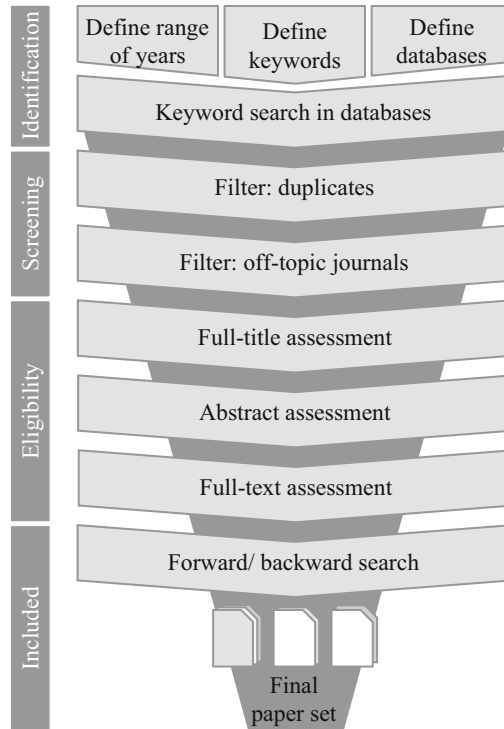 Identification
Define range
of years
Define
keywords
Define
databases
Keyword search in databases
Screening
Filter: duplicates
Filter: off-topic journals
Eligibility
Full-title assessment
Abstract assessment
Full-text assessment
Included
Forward/ backward search
Final
paper set